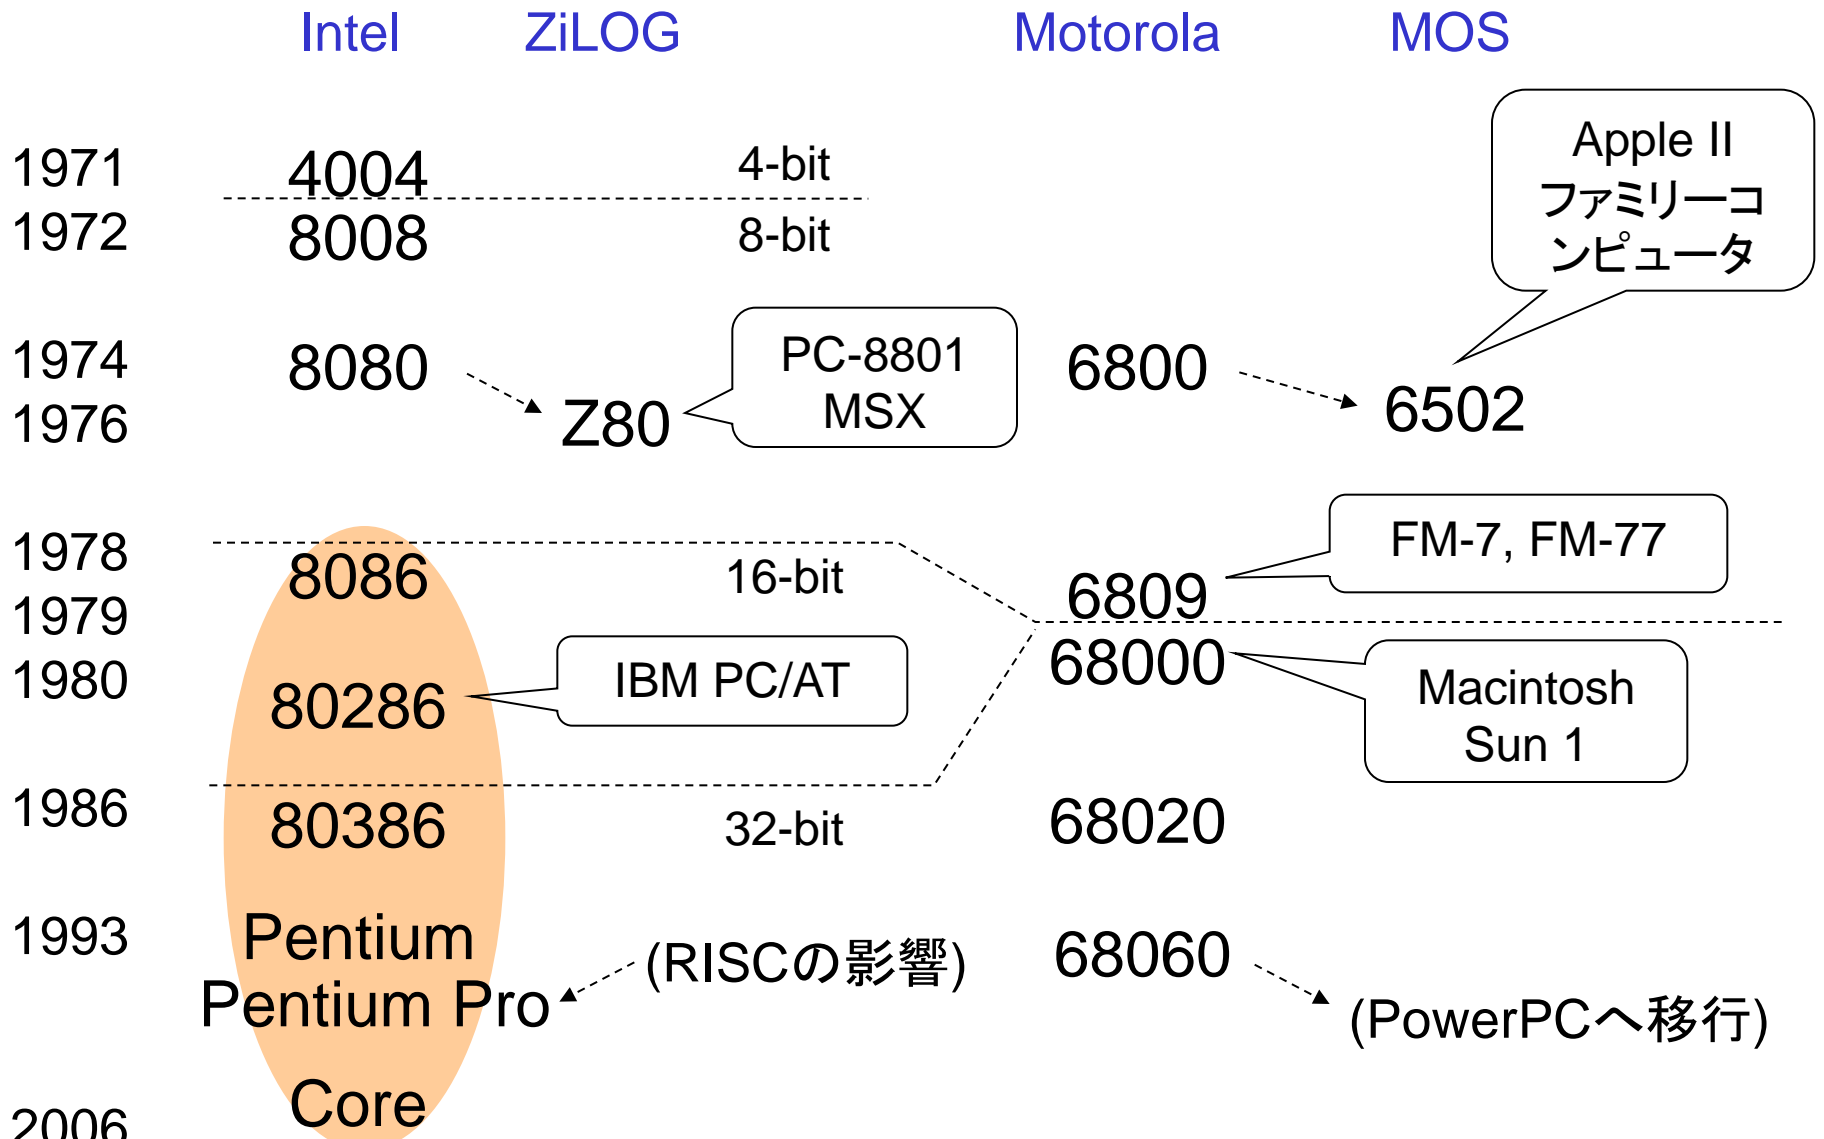 Intel ZiLOG Motorola MOS
Apple II
ファミリーコ
ンピュータ
1971 4004 4-bit
1972 8008 8-bit
1974 8080 6800
PC-8801
MSX
1976 Z80 6502
1978 8086 16-bit
FM-7, FM-77
1979 6809
1980 80286 68000
IBM PC/AT
Macintosh
Sun 1
1986 80386 32-bit 68020
1993 Pentium 68060
Pentium Pro (RISCの影響)
(PowerPCへ移行)
Core
2006